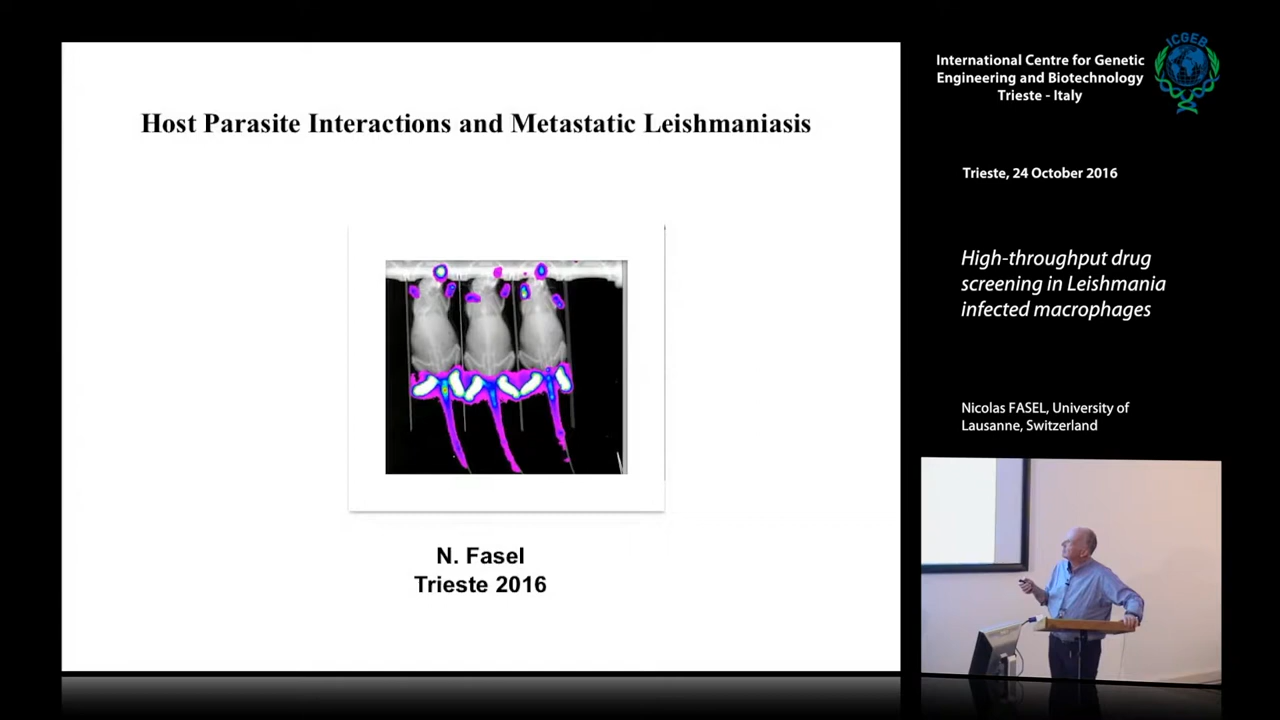 Host Parasite Interactions and Metastatic Leishmaniasis
N. Fasel
Trieste 2016
International Centre for Genetic
Engineering and Biotechnology
Trieste - Italy
ICGEB
Trieste, 24 October 2016
High-throughput drug
screening in Leishmania
infected macrophages
Nicolas FASEL, University of
Lausanne, Switzerland